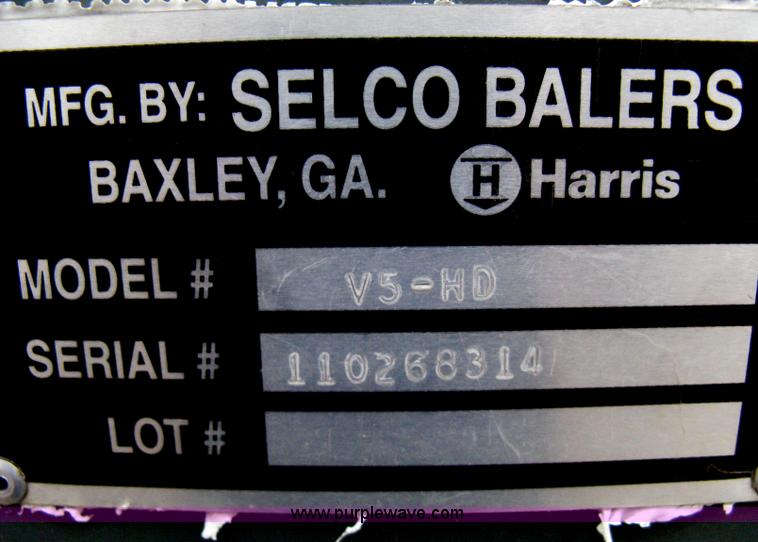 MFG. BY: SELCO BALERS
BAXLEY, GA. H Harris
MODEL # V5-HD
SERIAL # 110268314
LOT #
www.purplewave.com